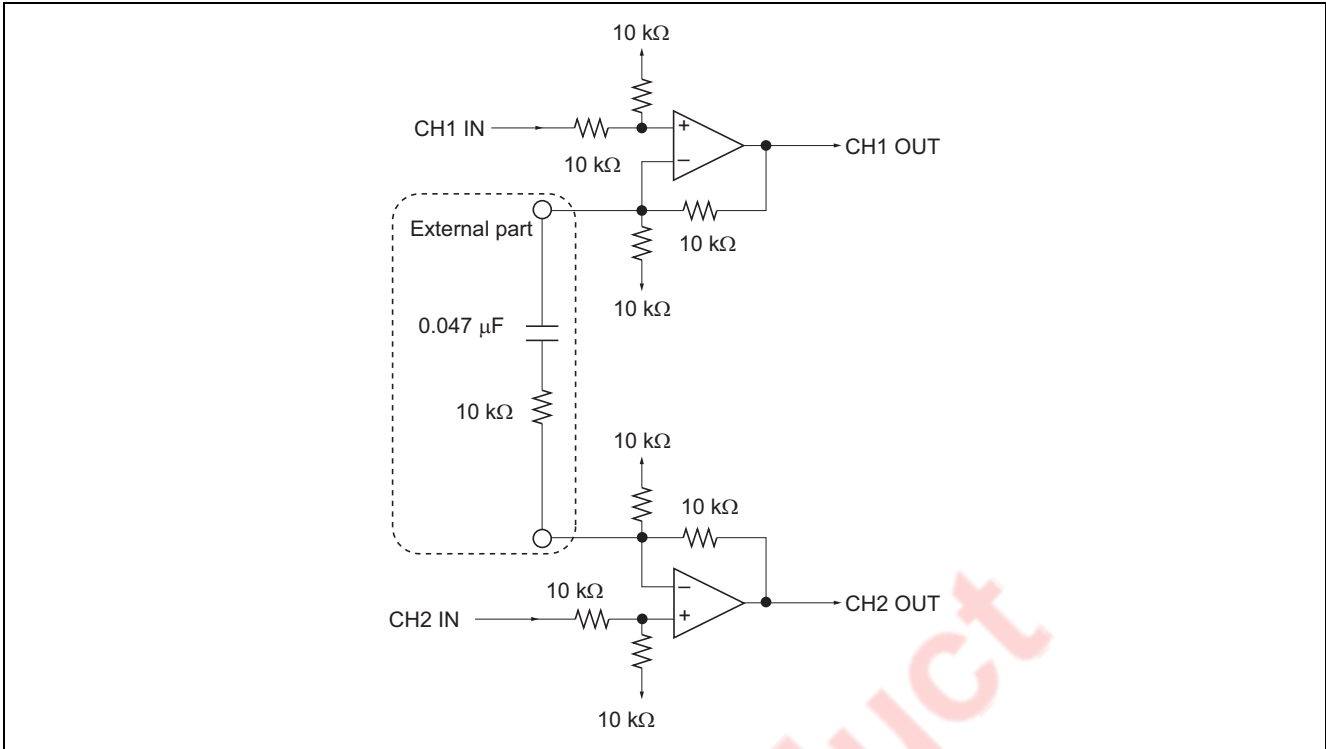 10 kΩ
CH1 IN
+
10 kΩ
−
CH1 OUT
External part
10 kΩ
10 kΩ
0.047 μF
10 kΩ
10 kΩ
10 kΩ
10 kΩ
−
CH2 IN
+
CH2 OUT
10 kΩ
uct